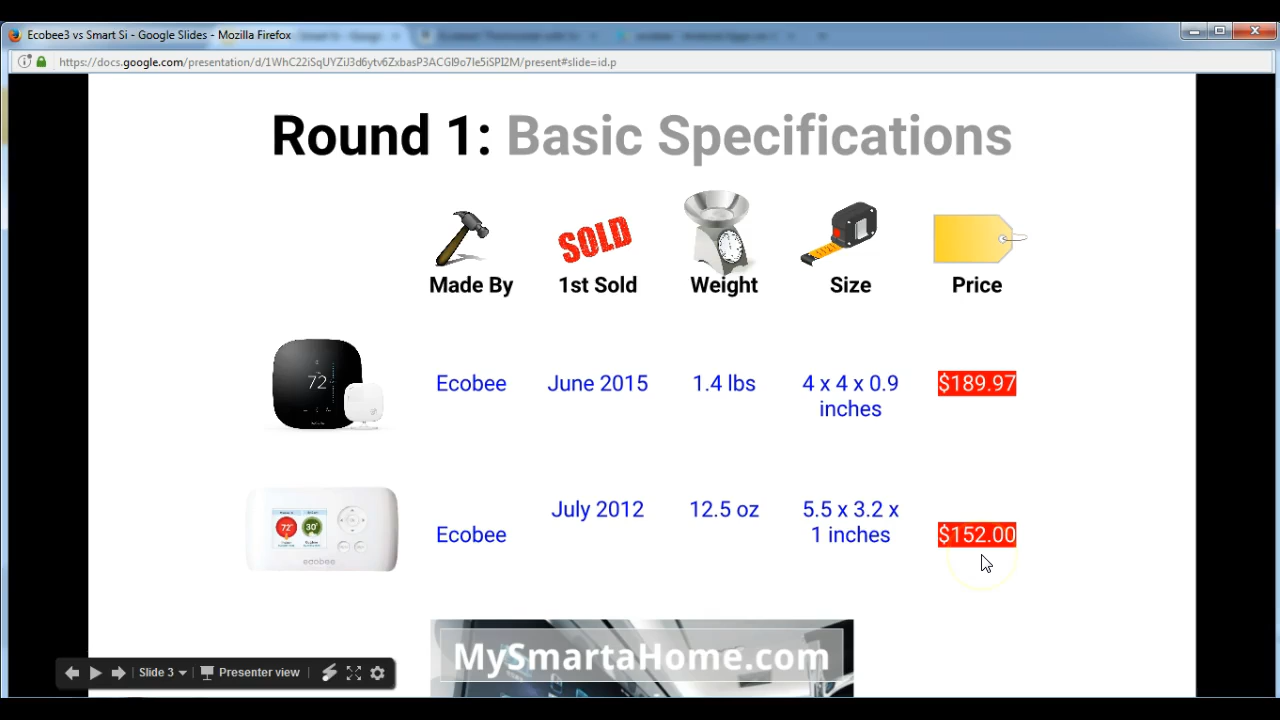 Ecobee3 vs Smart Si - Google Slides - Mozilla Firefox
https://docs.google.com/presentation/d/1WhC22iSqUYZiJ3d6ytv6ZxbasP3ACGl9o7le5iSPI2M/present#slide=id.p
Round 1: Basic Specifications
SOLD
Made By 1st Sold Weight Size Price
72
Ecobee June 2015 1.4 lbs 4 x 4 x 0.9 $189.97
inches
July 2012 12.5 oz 5.5 x 3.2 x
72° 30°
Ecobee 1 inches $152.00
ecobee
MySmartaHome.com
Slide 3 Presenter view